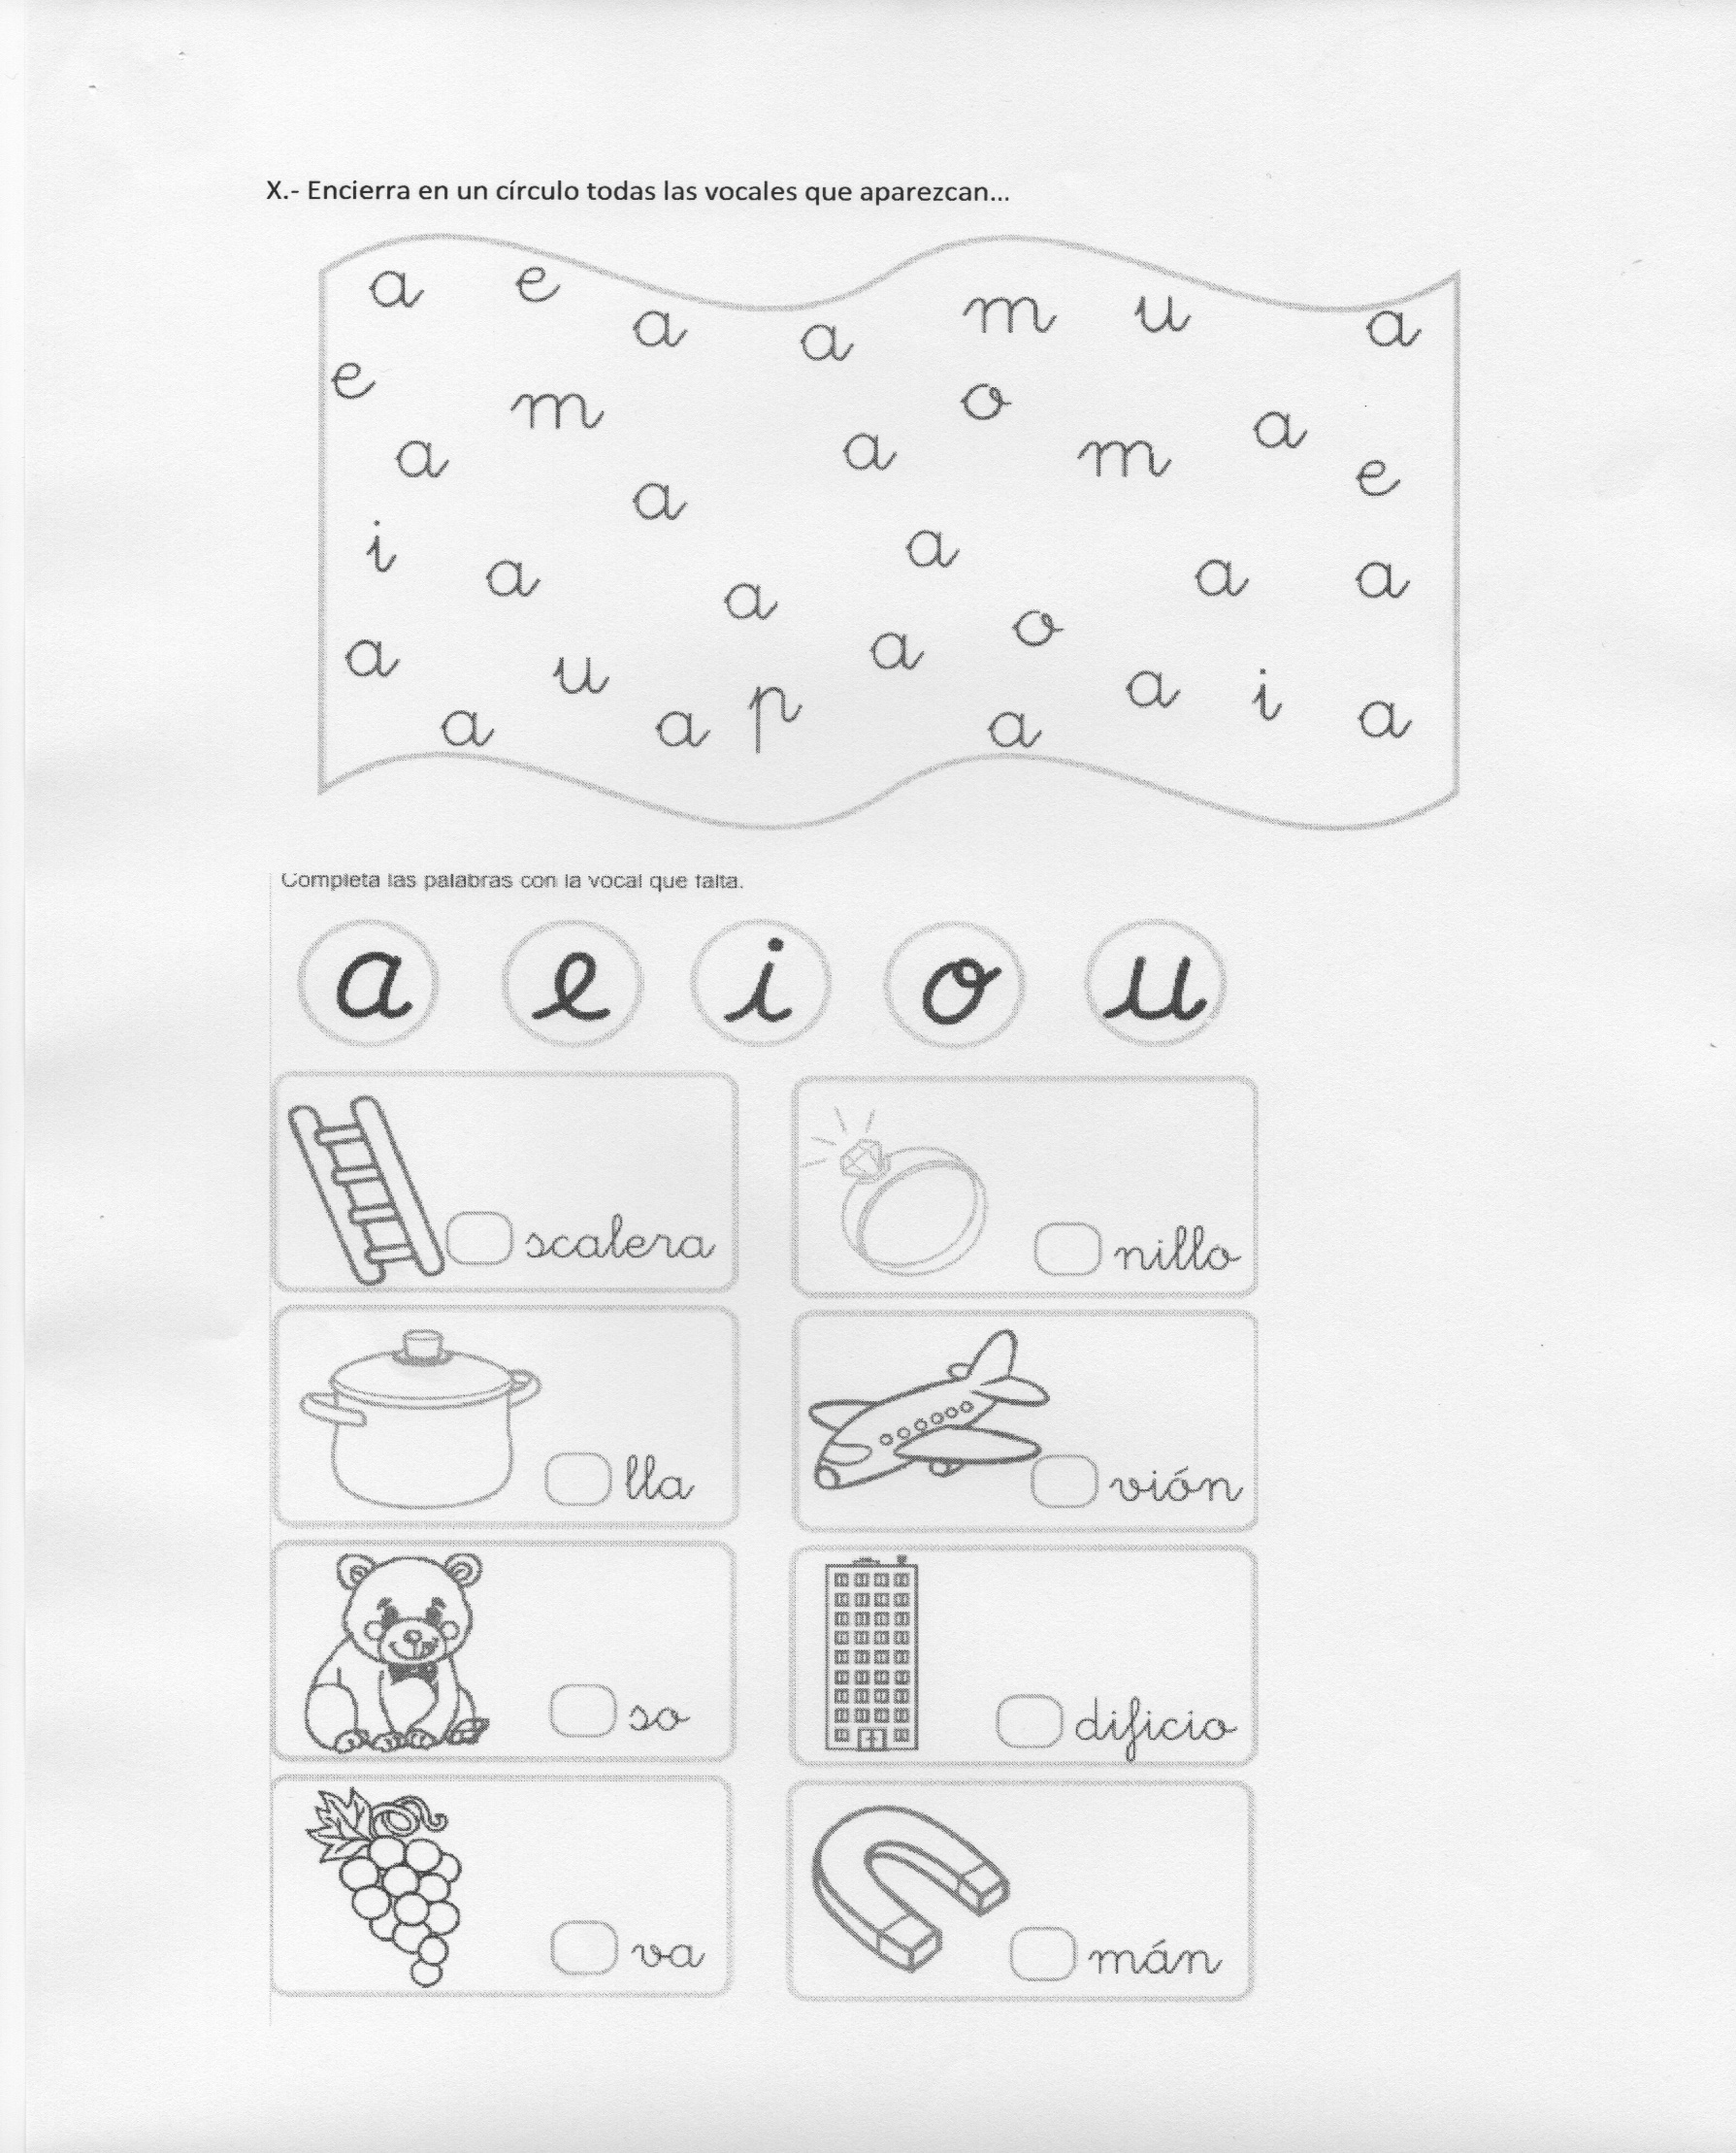 X.- Encierra en un círculo todas las vocales que aparezcan...
a e a a m u a
e m o a
a a a m e
i a a a a a
a u a a o a i a
a a p a
Completa las palabras con la vocal que falta.
a e i o u
scalera nillo
lla vión
so dificio
va mán